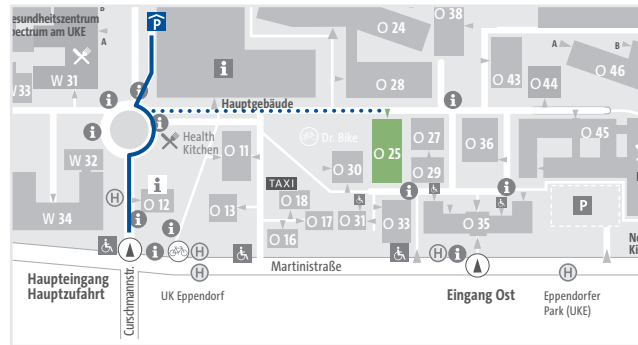 esundheitszentrum
pectrum am UKE
B
A
W 31
W 33
P
O 24
O 38
A
B
O 46
O 43
O 44
O 28
i
Hauptgebäude
i
i
i
i
Health
Kitchen
Dr. Bike
O 25
O 27
O 36
O 45
O 11
W 32
i
O 30
O 29
H
O 12
TAXI
O 18
i
i
P
W 34
O 13
O 17
O 31
O 33
O 35
i
i
O 16
i
H
H
i
Ne
Ki
Haupteingang
Hauptzufahrt
Curschmannstr.
H
UK Eppendorf
Martinistraße
Eingang Ost
H
Eppendorfer
Park (UKE)